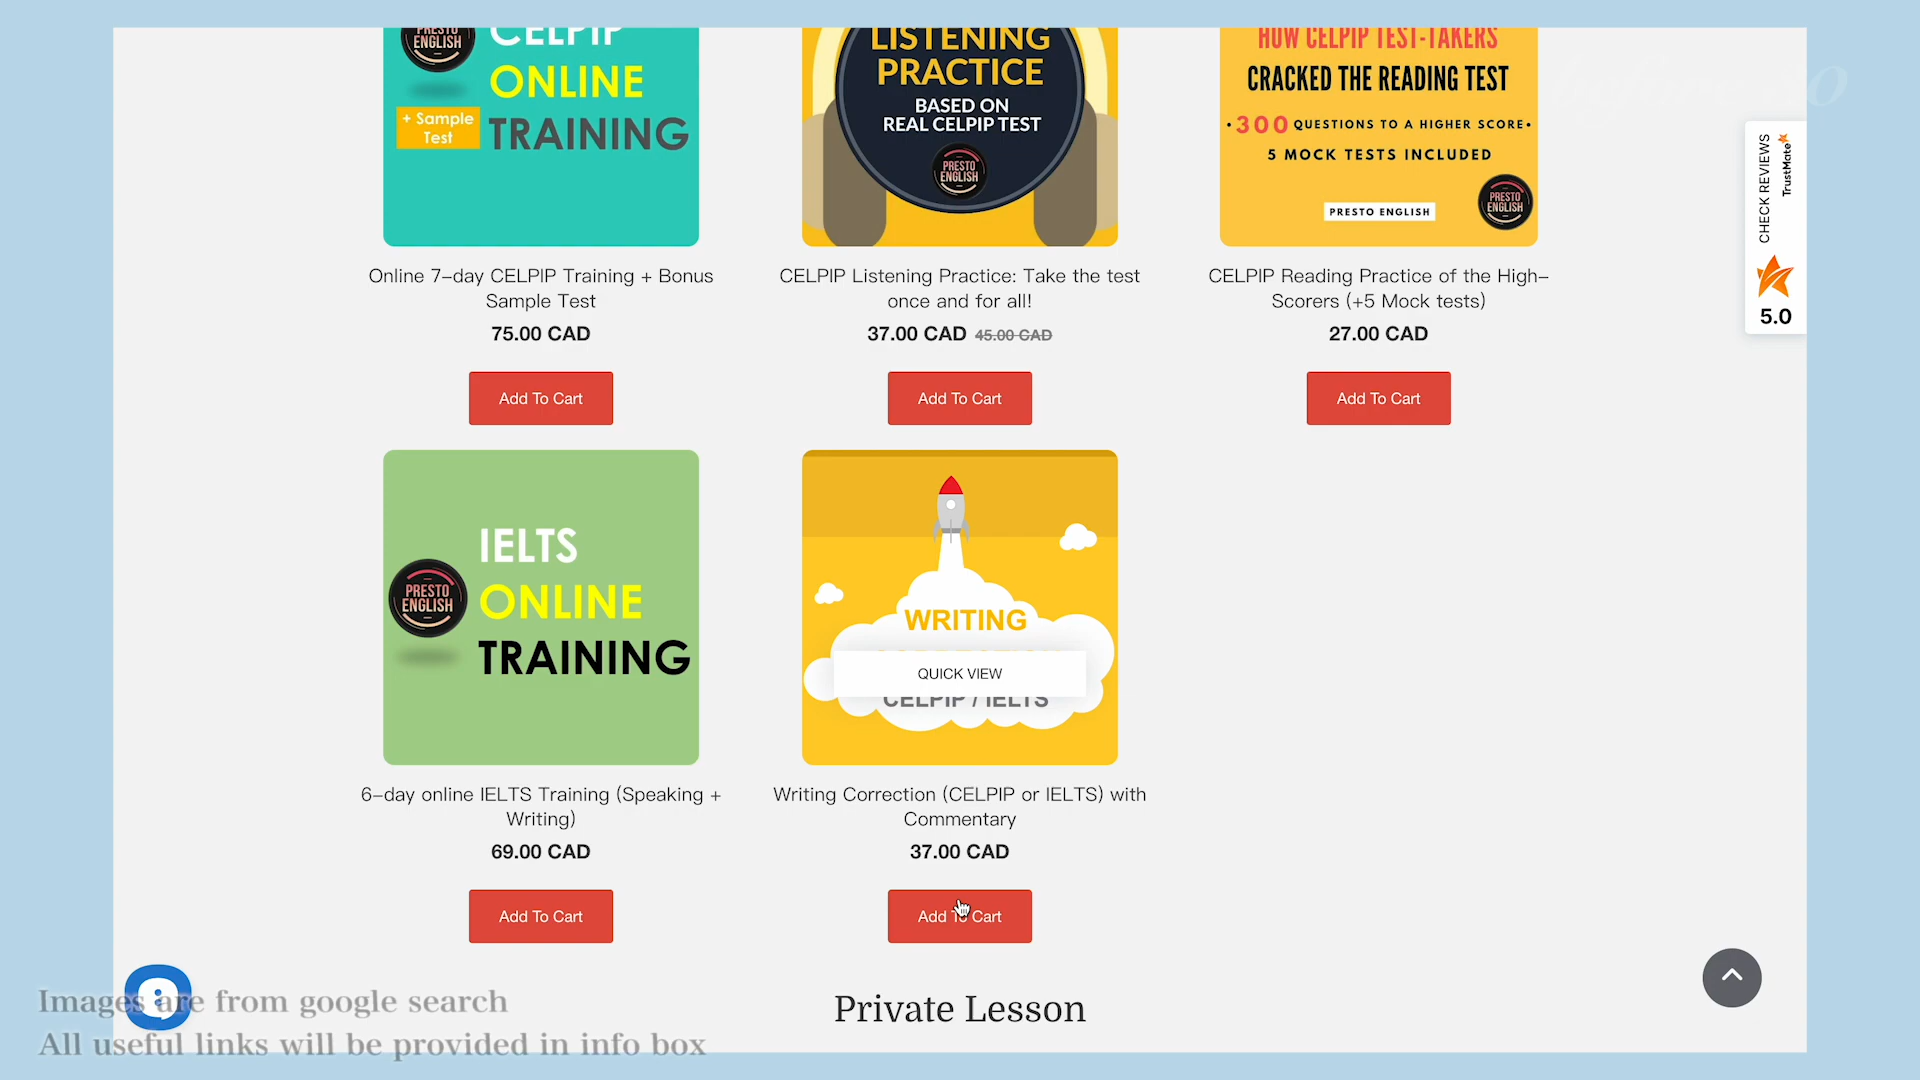 PRESTO
ENGLISH
CELPIP
ONLINE
TRAINING
+ Sample
Test
LISTENING
PRACTICE
BASED ON
REAL CELPIP TEST
PRESTO
ENGLISH
HOW CELPIP TEST-TAKERS
CRACKED THE READING TEST
•300 QUESTIONS TO A HIGHER SCORE•
5 MOCK TESTS INCLUDED
PRESTO ENGLISH
PRESTO
ENGLISH
CHECK REVIEWS
TrustMate
5.0
Online 7-day CELPIP Training + Bonus
Sample Test
75.00 CAD
Add To Cart
CELPIP Listening Practice: Take the test
once and for all!
37.00 CAD 45.00 CAD
Add To Cart
CELPIP Reading Practice of the High-
Scorers (+5 Mock tests)
27.00 CAD
Add To Cart
PRESTO
ENGLISH
IELTS
ONLINE
TRAINING
WRITING
QUICK VIEW
CELPIP / IELTS
6-day online IELTS Training (Speaking +
Writing)
69.00 CAD
Add To Cart
Writing Correction (CELPIP or IELTS) with
Commentary
37.00 CAD
Add To Cart
Private Lesson
Images are from google search
All useful links will be provided in info box